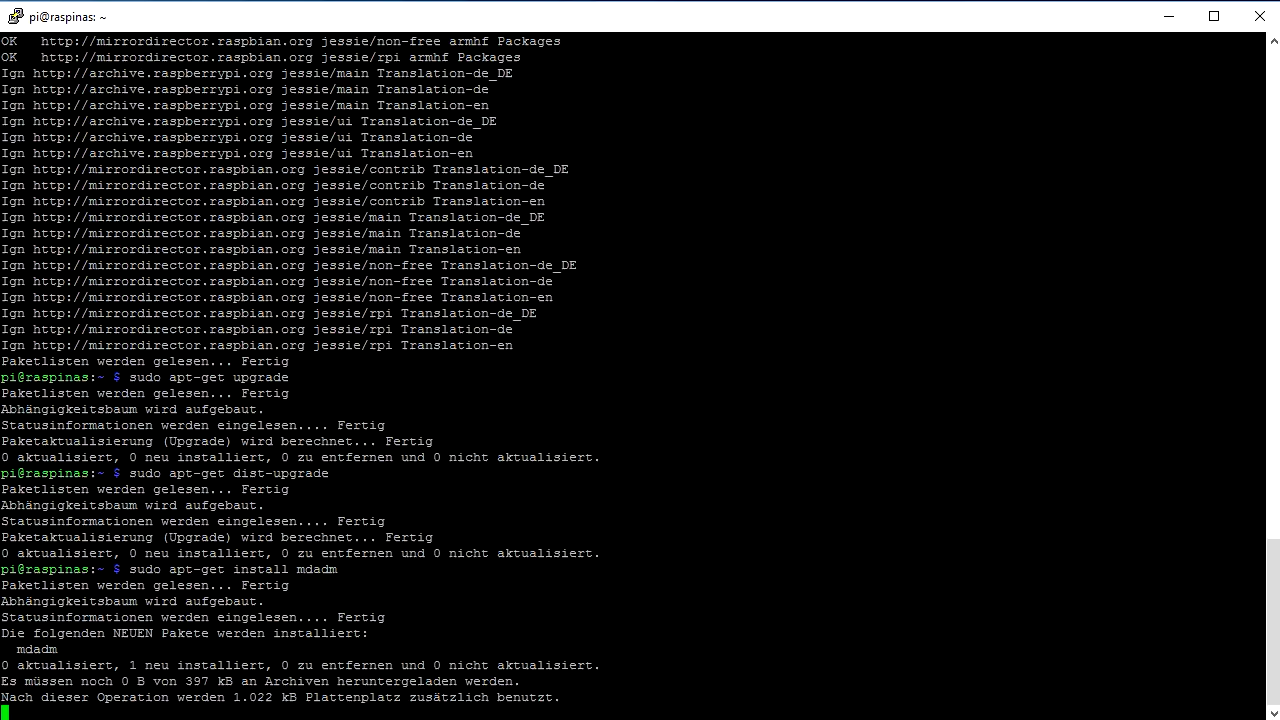 pi@raspinas: ~
OK   http://mirrordirector.raspbian.org jessie/non-free armhf Packages
OK   http://mirrordirector.raspbian.org jessie/rpi armhf Packages
Ign http://archive.raspberrypi.org jessie/main Translation-de_DE
Ign http://archive.raspberrypi.org jessie/main Translation-de
Ign http://archive.raspberrypi.org jessie/main Translation-en
Ign http://archive.raspberrypi.org jessie/ui Translation-de_DE
Ign http://archive.raspberrypi.org jessie/ui Translation-de
Ign http://archive.raspberrypi.org jessie/ui Translation-en
Ign http://mirrordirector.raspbian.org jessie/contrib Translation-de_DE
Ign http://mirrordirector.raspbian.org jessie/contrib Translation-de
Ign http://mirrordirector.raspbian.org jessie/contrib Translation-en
Ign http://mirrordirector.raspbian.org jessie/main Translation-de_DE
Ign http://mirrordirector.raspbian.org jessie/main Translation-de
Ign http://mirrordirector.raspbian.org jessie/main Translation-en
Ign http://mirrordirector.raspbian.org jessie/non-free Translation-de_DE
Ign http://mirrordirector.raspbian.org jessie/non-free Translation-de
Ign http://mirrordirector.raspbian.org jessie/non-free Translation-en
Ign http://mirrordirector.raspbian.org jessie/rpi Translation-de_DE
Ign http://mirrordirector.raspbian.org jessie/rpi Translation-de
Ign http://mirrordirector.raspbian.org jessie/rpi Translation-en
Paketlisten werden gelesen... Fertig
pi@raspinas:~ $ sudo apt-get upgrade
Paketlisten werden gelesen... Fertig
Abhängigkeitsbaum wird aufgebaut.
Statusinformationen werden eingelesen.... Fertig
Paketaktualisierung (Upgrade) wird berechnet... Fertig
0 aktualisiert, 0 neu installiert, 0 zu entfernen und 0 nicht aktualisiert.
pi@raspinas:~ $ sudo apt-get dist-upgrade
Paketlisten werden gelesen... Fertig
Abhängigkeitsbaum wird aufgebaut.
Statusinformationen werden eingelesen.... Fertig
Paketaktualisierung (Upgrade) wird berechnet... Fertig
0 aktualisiert, 0 neu installiert, 0 zu entfernen und 0 nicht aktualisiert.
pi@raspinas:~ $ sudo apt-get install mdadm
Paketlisten werden gelesen... Fertig
Abhängigkeitsbaum wird aufgebaut.
Statusinformationen werden eingelesen.... Fertig
Die folgenden NEUEN Pakete werden installiert:
  mdadm
0 aktualisiert, 1 neu installiert, 0 zu entfernen und 0 nicht aktualisiert.
Es müssen noch 0 B von 397 kB an Archiven heruntergeladen werden.
Nach dieser Operation werden 1.022 kB Plattenplatz zusätzlich benutzt.